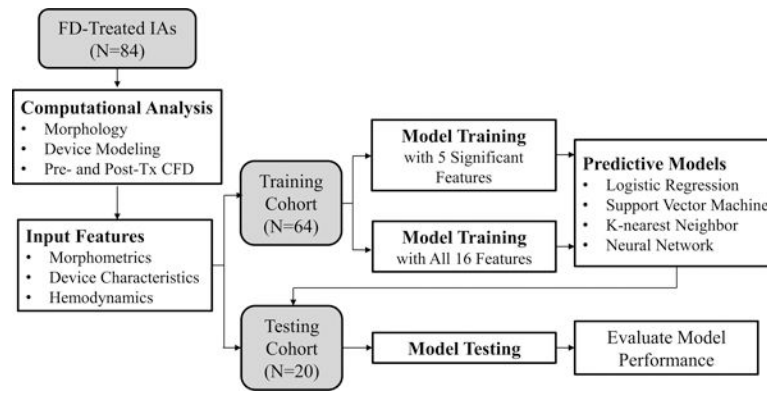 FD-Treated IAs
(N=84)
Computational Analysis
• Morphology
• Device Modeling
• Pre- and Post-Tx CFD
Input Features
• Morphometrics
• Device Characteristics
• Hemodynamics
Training
Cohort
(N=64)
Model Training
with 5 Significant
Features
Model Training
with All 16 Features
Predictive Models
• Logistic Regression
• Support Vector Machine
• K-nearest Neighbor
• Neural Network
Testing
Cohort
(N=20)
Model Testing
Evaluate Model
Performance